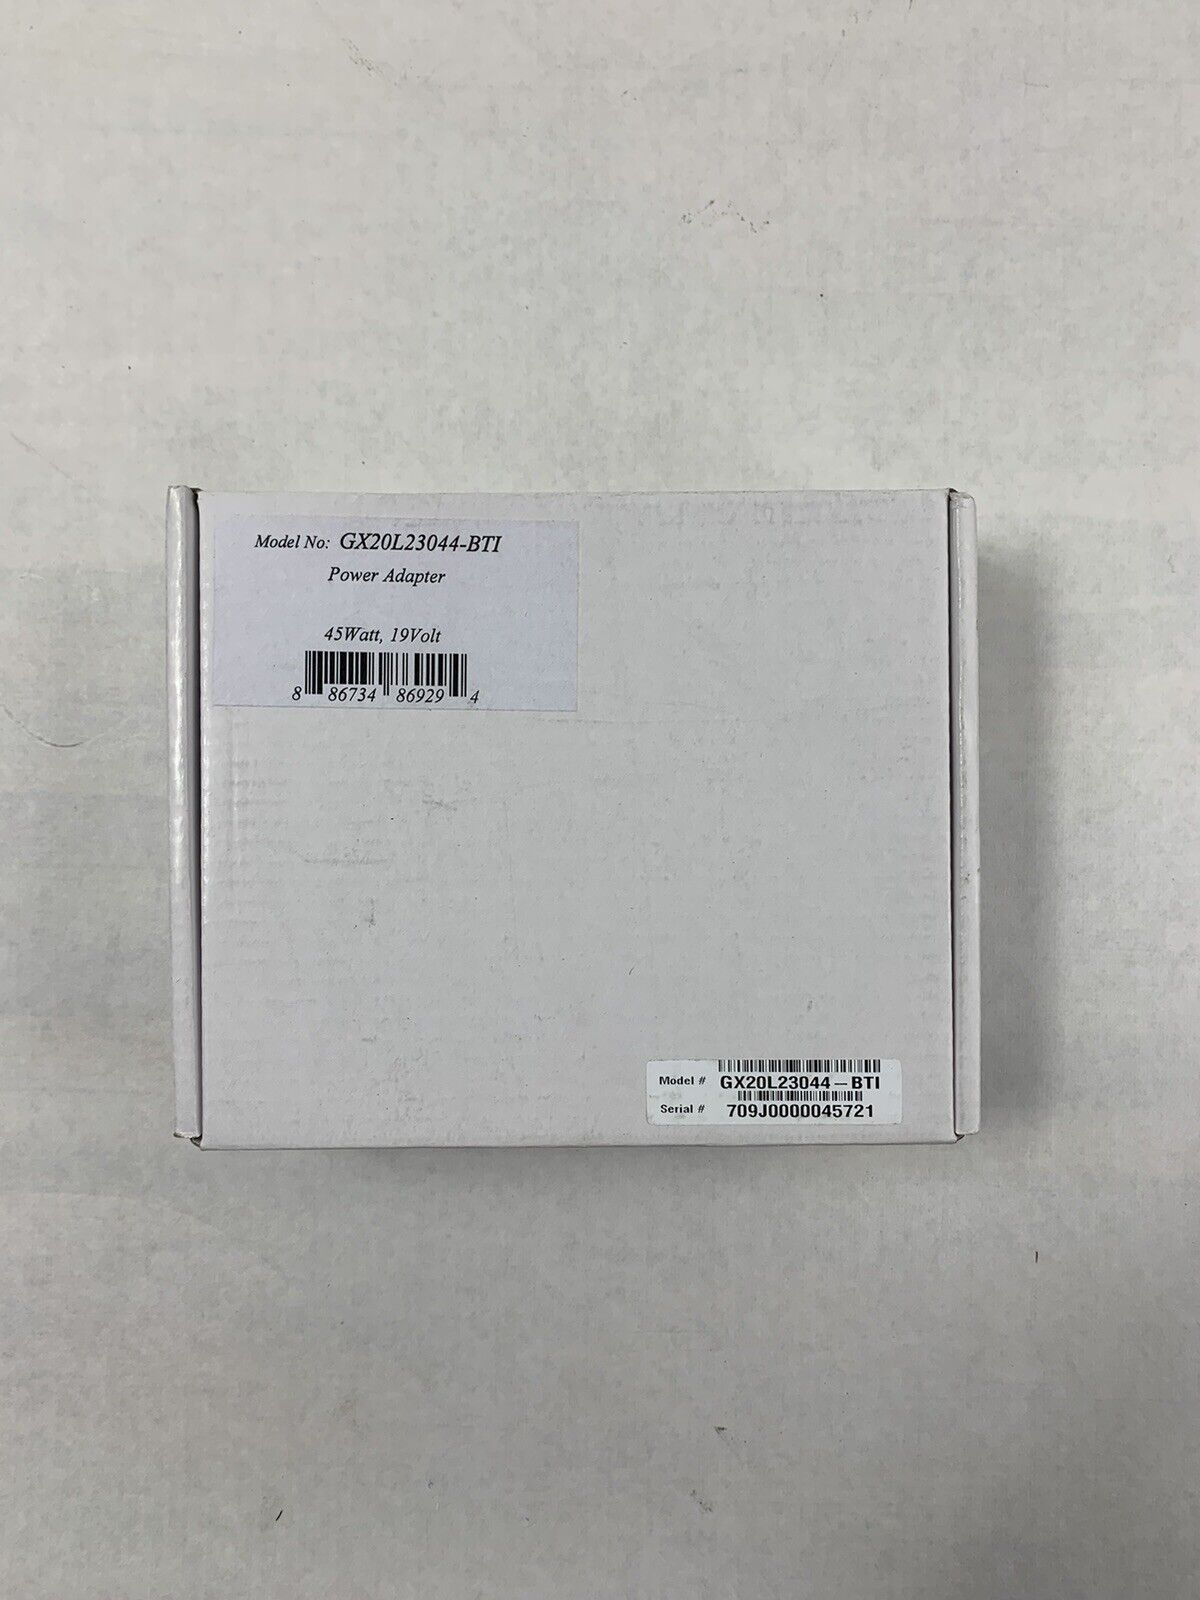 Model No: GX20L23044-BTI
Power Adapter
45Watt, 19Volt
8 86734 86929 4
Model # GX20L23044-BTI
Serial # 709J0000045721